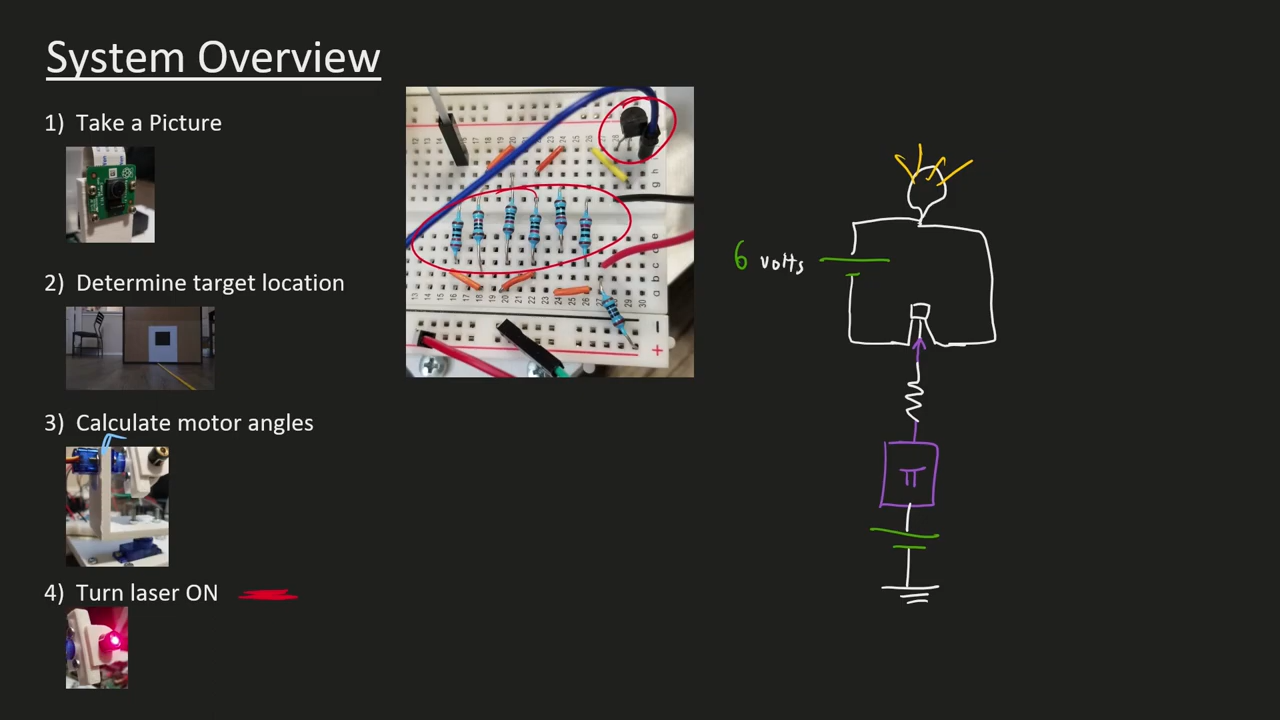 System Overview
1) Take a Picture
2) Determine target location
3) Calculate motor angles
4) Turn laser ON
6 volts
π